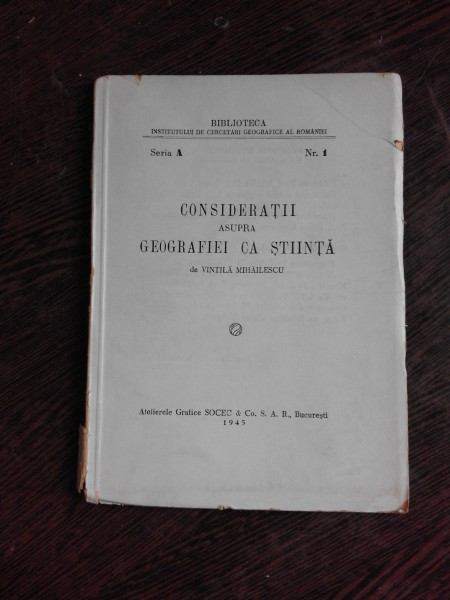 BIBLIOTECA
INSTITUTULUI DE CERCETĂRI GEOGRAFICE AL ROMÂNIEI
Seria A Nr. 1
CONSIDERAȚII
ASUPRA
GEOGRAFIEI CA ȘTIINȚĂ
de VINTILĂ MIHĂILESCU
Atelierele Grafice SOCEC & Co. S. A. R., București
1945